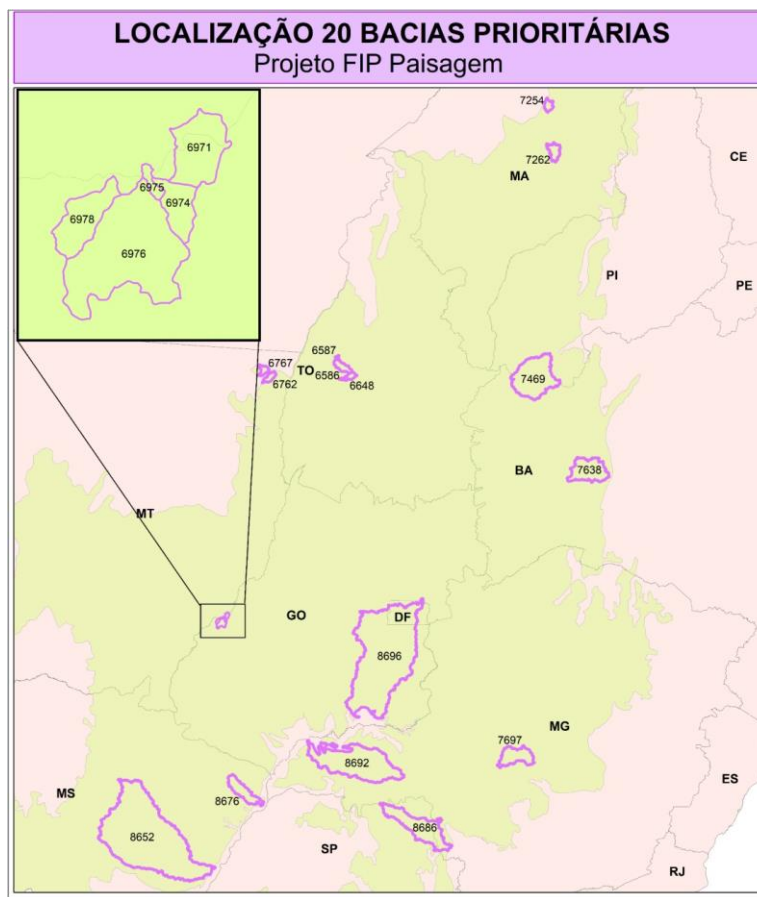 LOCALIZAÇÃO 20 BACIAS PRIORITÁRIAS
Projeto FIP Paisagem
7254
6971
CE
7262
MA
6975
6974
6978
6976
PI
PE
6767
6587
TO
6586
6762
6648
7469
BA
7638
MT
GO
DF
8696
MG
7697
8692
ES
MS
8676
8652
8686
SP
RJ